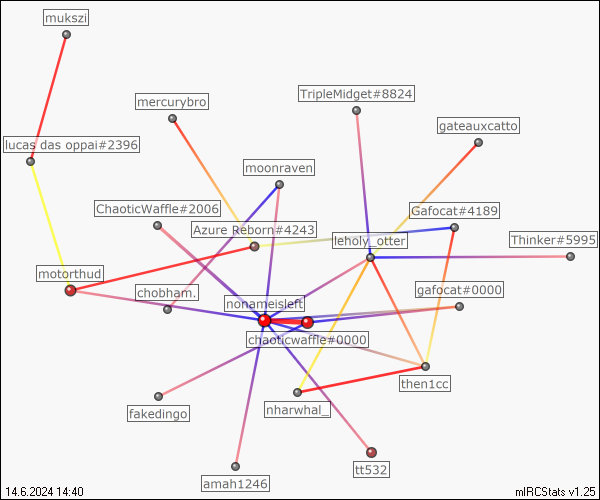 mukszi
TripleMidget#8824
mercurybro
gateauxcatto
lucas das oppai#2396
moonraven
ChaoticWaffle#2006
Gafocat#4189
Azure Reborn#4243
leholy_otter
Thinker#5995
motorthud
chobham.
gafocat#0000
nonameisleft
chaoticwaffle#0000
then1cc
fakedingo
nharwhal_
tt532
amah1246
14.6.2024 14:40
mIRCStats v1.25